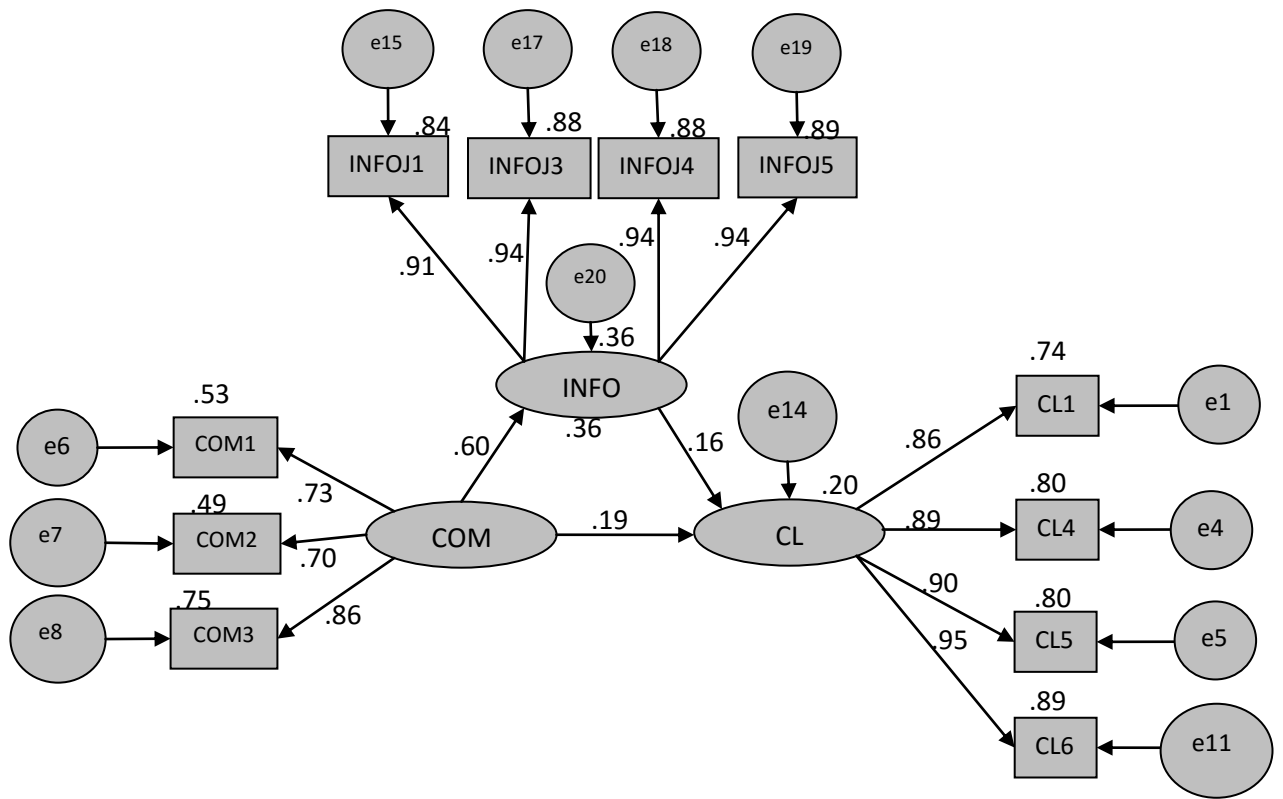 e15
e17
e18
e19
.84
.88
.88
.89
INFOJ1
INFOJ3
INFOJ4
INFOJ5
.91
.94
.94
.94
e20
.36
INFO
.36
.60
.16
e14
.20
.53
e6
COM1
.73
.49
e7
COM2
.70
.75
e8
COM3
.86
COM
.19
CL
.74
CL1
e1
.86
.80
.89
CL4
e4
.90
.80
CL5
e5
.95
.89
CL6
e11